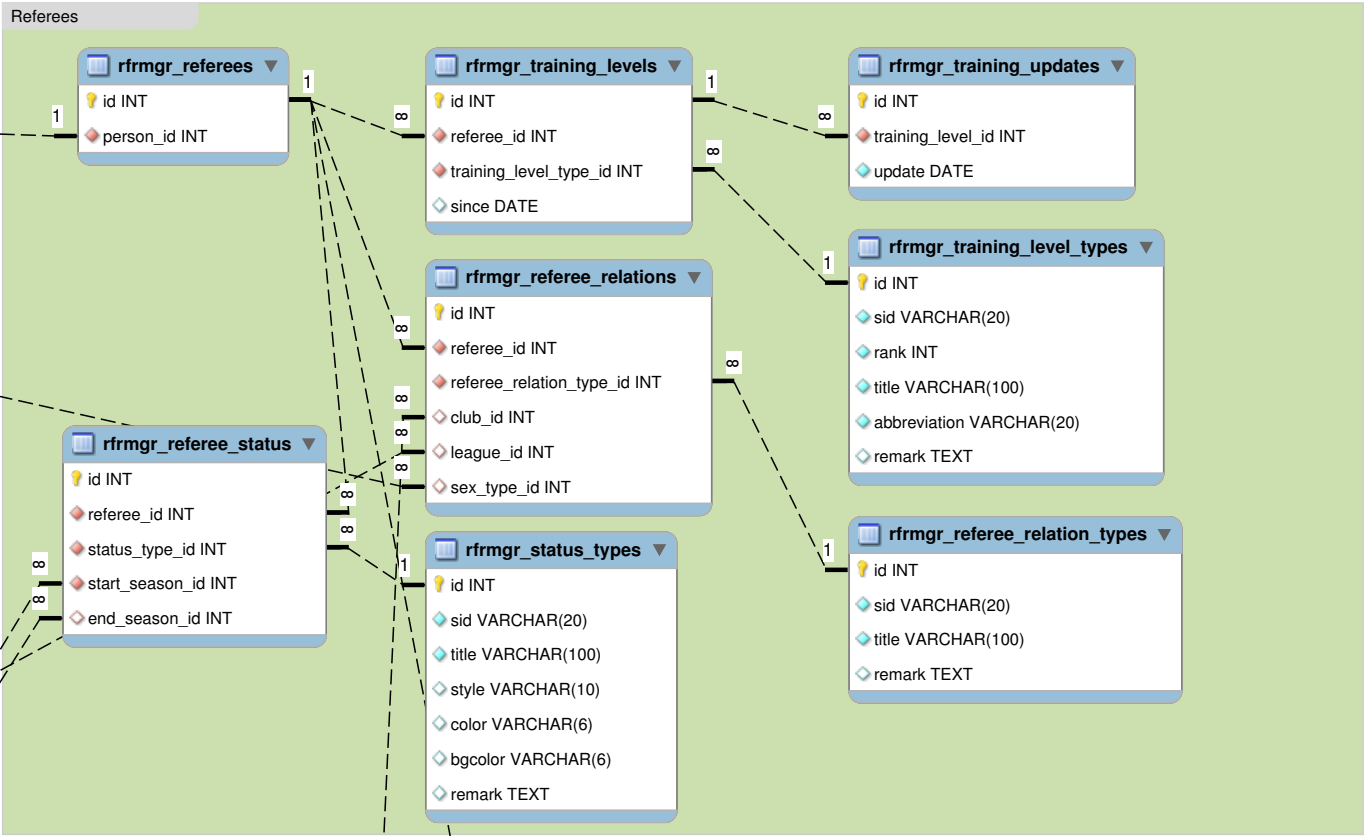 Referees
rfrmgr_referees
id INT
person_id INT
1
1
rfrmgr_training_levels
id INT
referee_id INT
training_level_type_id INT
since DATE
∞
1
∞
rfrmgr_training_updates
id INT
training_level_id INT
update DATE
∞
rfrmgr_training_level_types
id INT
sid VARCHAR(20)
rank INT
title VARCHAR(100)
abbreviation VARCHAR(20)
remark TEXT
1
rfrmgr_referee_relations
id INT
referee_id INT
referee_relation_type_id INT
club_id INT
league_id INT
sex_type_id INT
∞
∞
∞
∞
∞
rfrmgr_referee_status
id INT
referee_id INT
status_type_id INT
start_season_id INT
end_season_id INT
∞
∞
∞
∞
rfrmgr_status_types
id INT
sid VARCHAR(20)
title VARCHAR(100)
style VARCHAR(10)
color VARCHAR(6)
bgcolor VARCHAR(6)
remark TEXT
1
rfrmgr_referee_relation_types
id INT
sid VARCHAR(20)
title VARCHAR(100)
remark TEXT
1